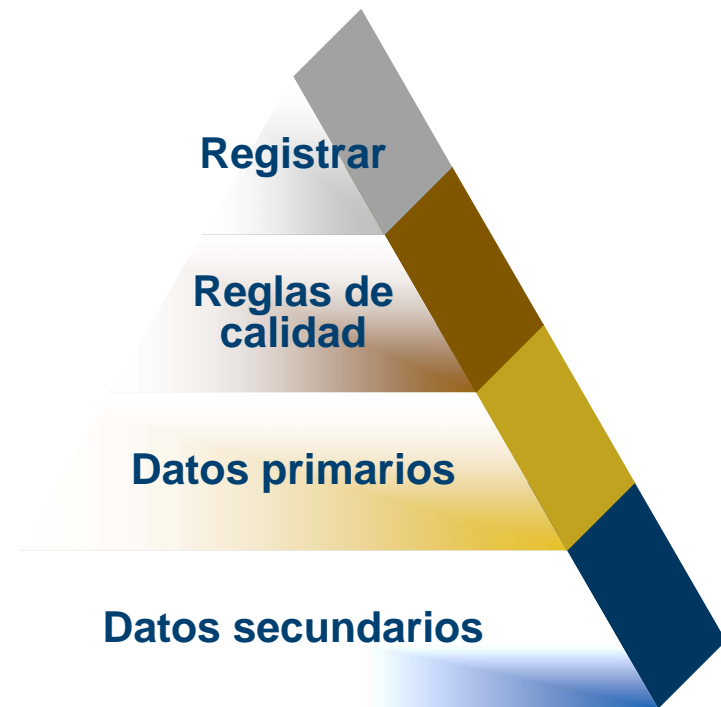 Registrar
Reglas de
calidad
Datos primarios
Datos secundarios